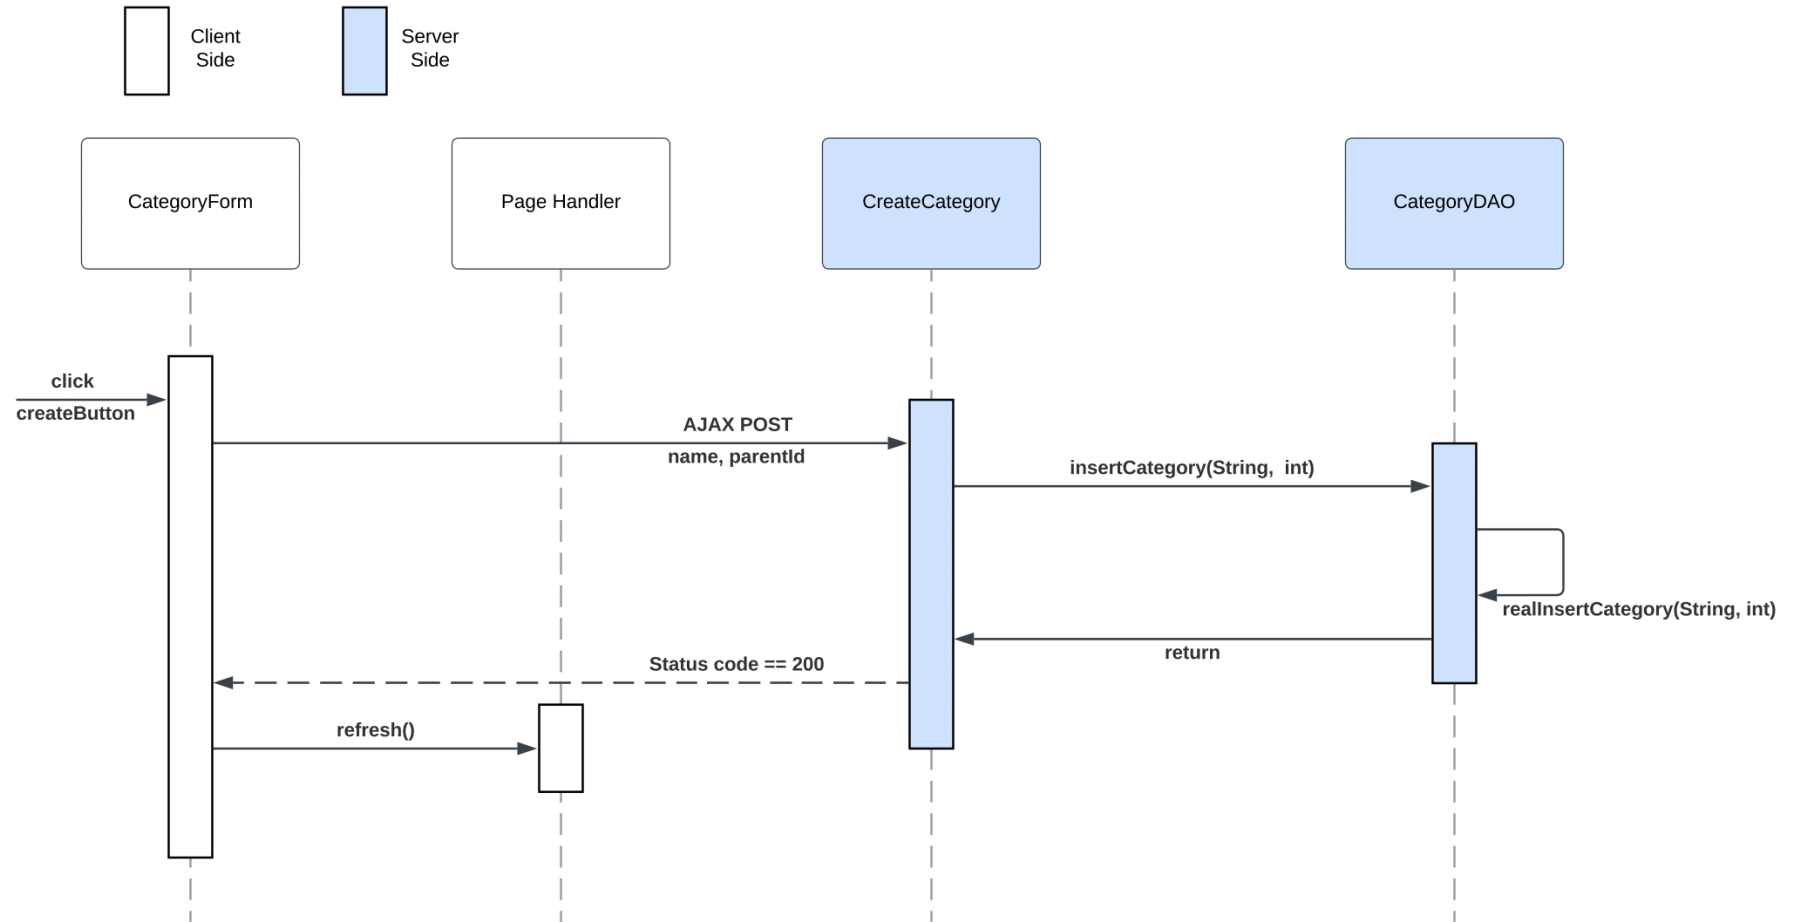 Client
Side
Server
Side
CategoryForm
Page Handler
CreateCategory
CategoryDAO
click
createButton
AJAX POST
name, parentId
insertCategory(String,  int)
realInsertCategory(String, int)
return
Status code == 200
refresh()